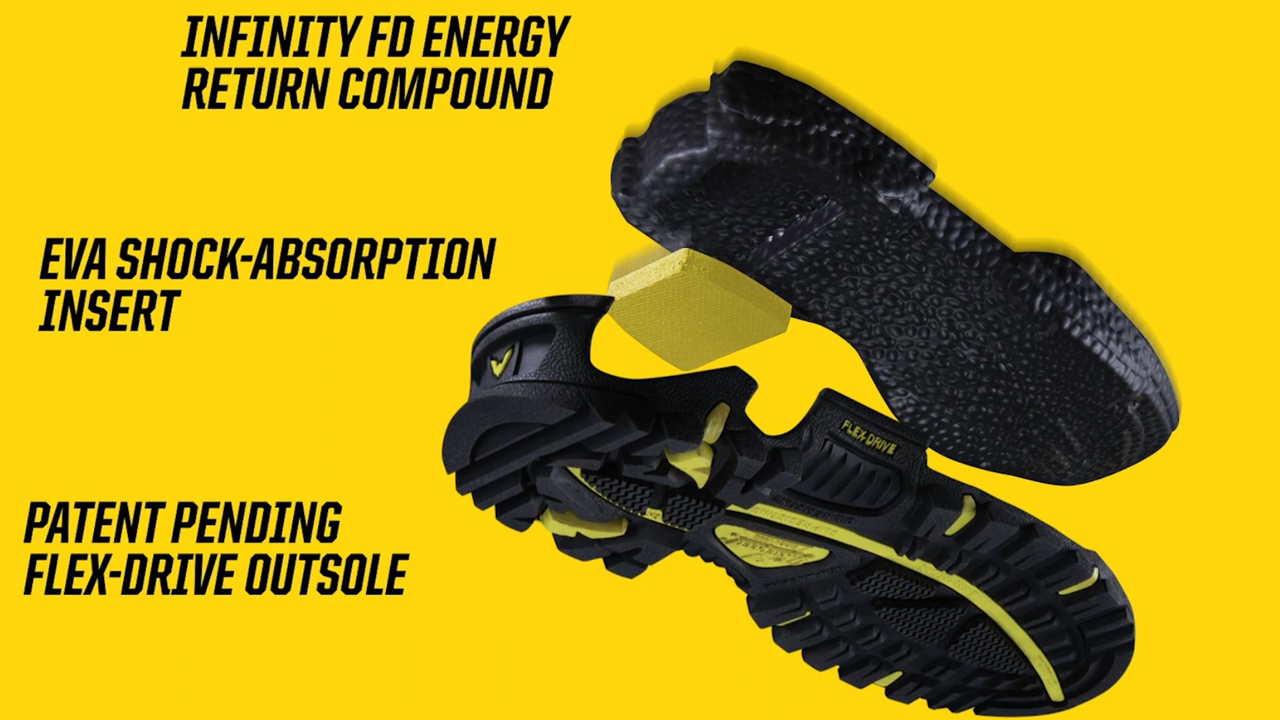 INFINITY FD ENERGY
RETURN COMPOUND
EVA SHOCK-ABSORPTION
INSERT
FLEX-DRIVE
PATENT PENDING
FLEX-DRIVE OUTSOLE